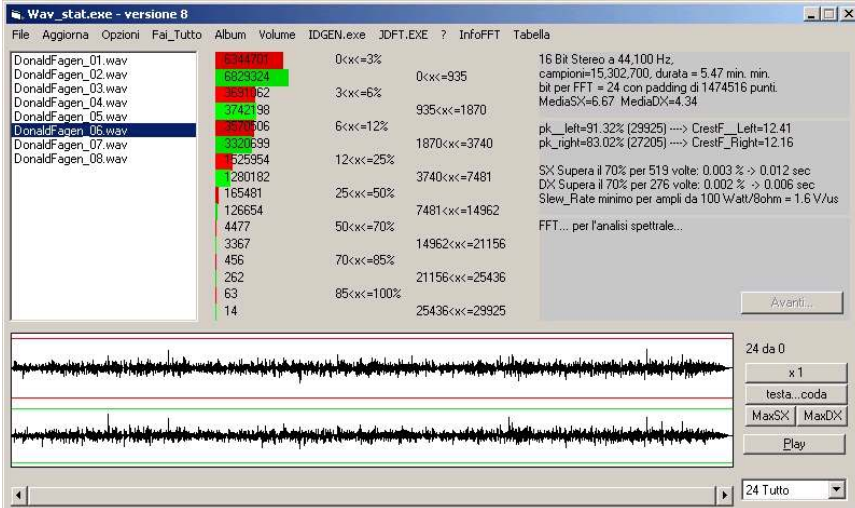 Wav_stat.exe - versione 8
File Aggiorna Opzioni Fai_Tutto Album Volume IDGEN.exe JDFT.EXE ? InfoFFT Tabella
DonaldFagen_01.wav
DonaldFagen_02.wav
DonaldFagen_03.wav
DonaldFagen_04.wav
DonaldFagen_05.wav
DonaldFagen_06.wav
DonaldFagen_07.wav
DonaldFagen_08.wav
6344701 0<x<=3%
6829324 0<x<=935
3691062 3<x<=6%
3742198 935<x<=1870
3570506 6<x<=12%
3320699 1870<x<=3740
1525954 12<x<=25%
1280182 3740<x<=7481
165481 25<x<=50%
126654 7481<x<=14962
4477 50<x<=70%
3367 14962<x<=21156
456 70<x<=85%
262 21156<x<=25436
63 85<x<=100%
14 25436<x<=29925
16 Bit Stereo a 44,100 Hz,
campioni=15,302,700, durata = 5.47 min. min.
bit per FFT = 24 con padding di 1474516 punti.
MediaSX=6.67 MediaDX=4.34
pk__left=91.32% (29925) ----> CrestF__Left=12.41
pk_right=83.02% (27205) ----> CrestF_Right=12.16
SX Supera il 70% per 519 volte: 0.003 % -> 0.012 sec
DX Supera il 70% per 276 volte: 0.002 % -> 0.006 sec
Slew_Rate minimo per ampli da 100 Watt/8ohm = 1.6 V/us
FFT... per l'analisi spettrale...
Avanti...
24 da 0
x 1
testa...coda
MaxSX MaxDX
Play
24 Tutto